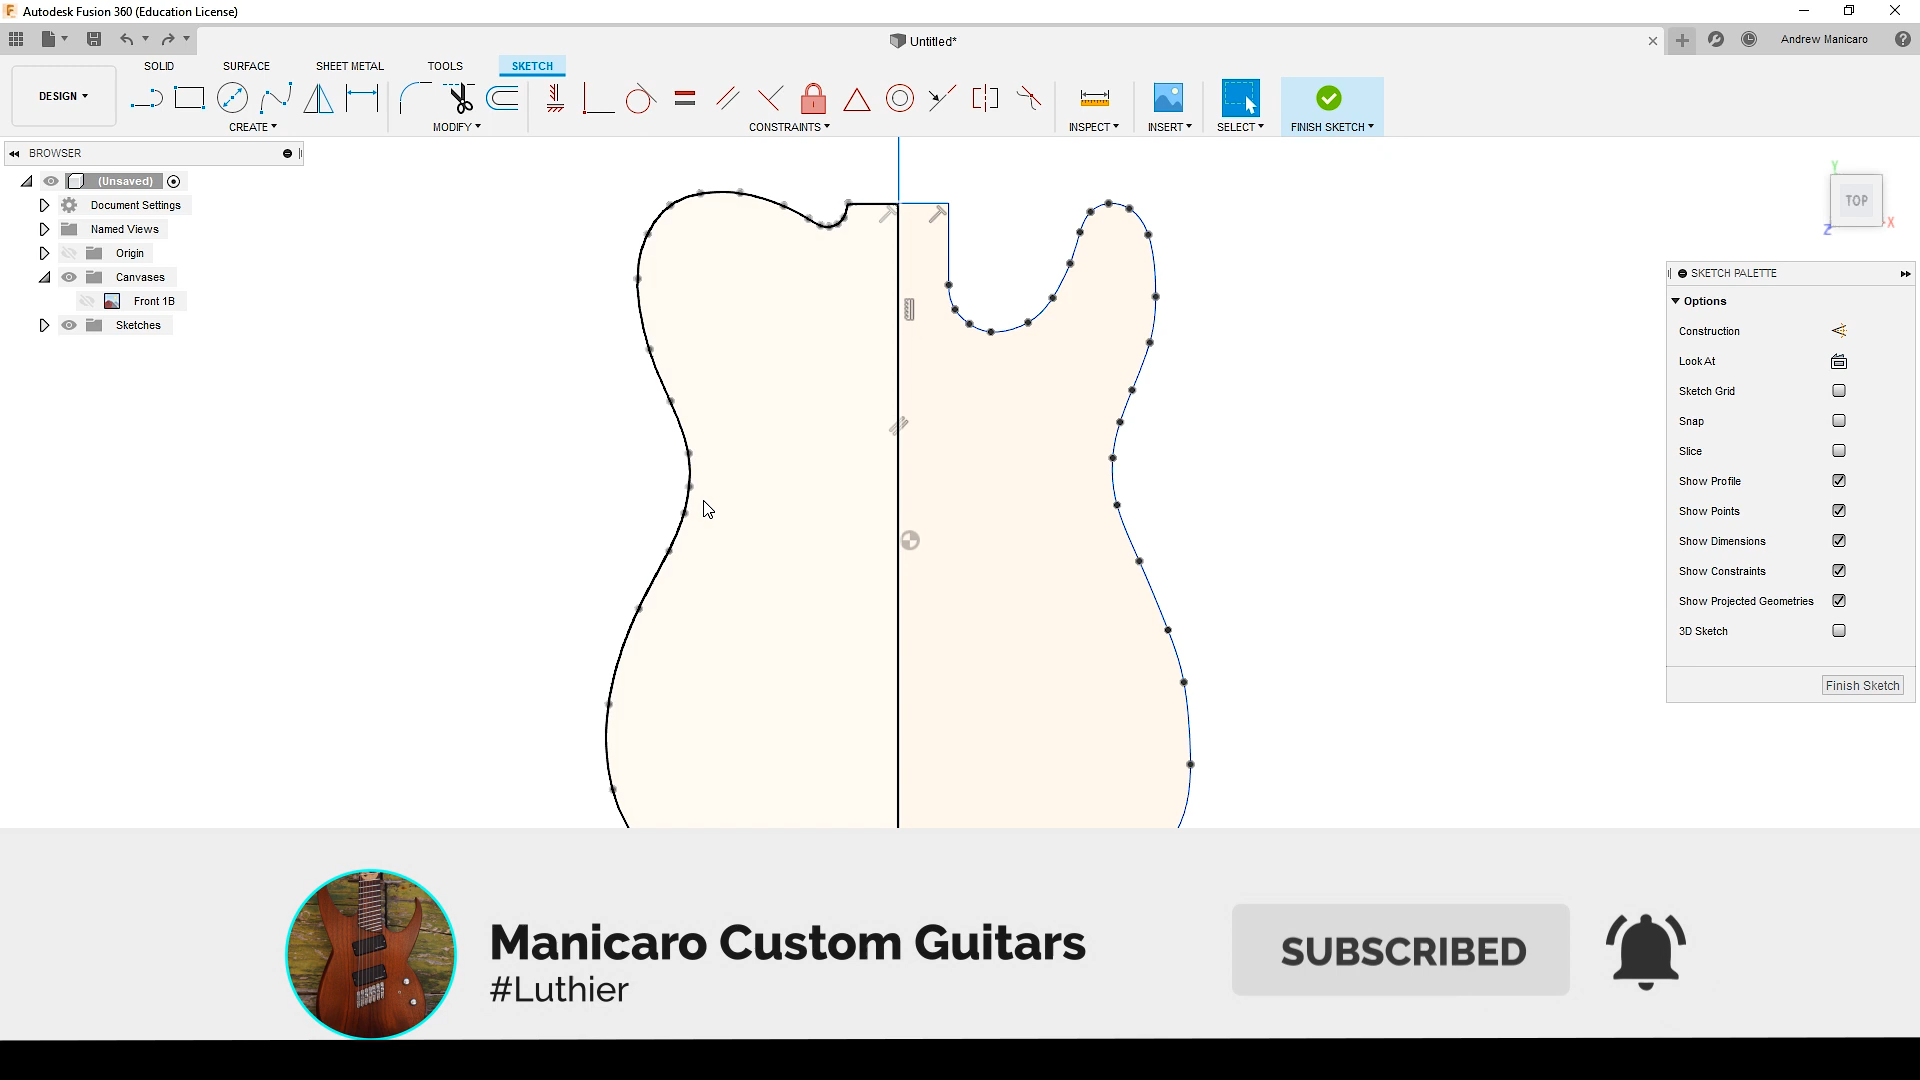 Autodesk Fusion 360 (Education License)
Untitled*
Andrew Manicaro
SOLID
SURFACE
SHEET METAL
TOOLS
SKETCH
DESIGN
CREATE
MODIFY
CONSTRAINTS
INSPECT
INSERT
SELECT
FINISH SKETCH
BROWSER
(Unsaved)
Document Settings
Named Views
Origin
Canvases
Front 1B
Sketches
Y
TOP
X
Z
SKETCH PALETTE
Options
Construction
Look At
Sketch Grid
Snap
Slice
Show Profile
Show Points
Show Dimensions
Show Constraints
Show Projected Geometries
3D Sketch
Finish Sketch
Manicaro Custom Guitars
#Luthier
SUBSCRIBED